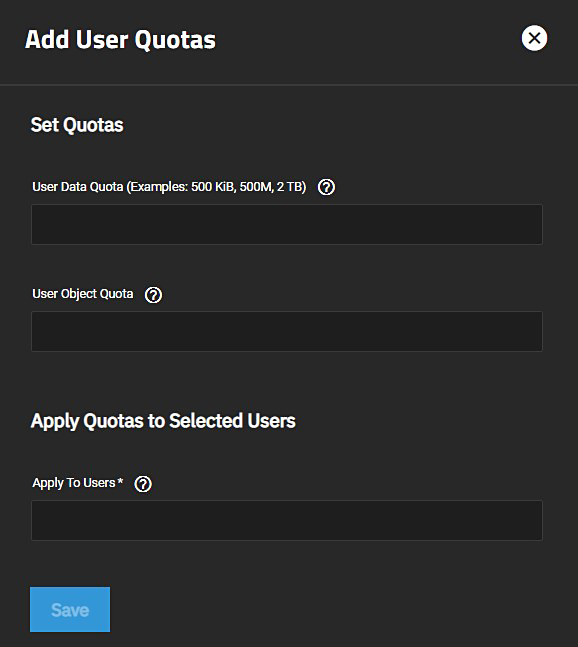 Add User Quotas
Set Quotas
User Data Quota (Examples: 500 KiB, 500M, 2 TB)
User Object Quota
Apply Quotas to Selected Users
Apply To Users *
Save